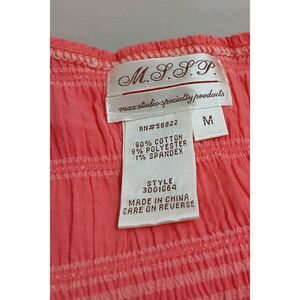 M.S.S.P.
max studio specialty products
M
RN#58822
90% COTTON
9% POLYESTER
1% SPANDEX
STYLE
3D01G64
MADE IN CHINA
CARE ON REVERSE